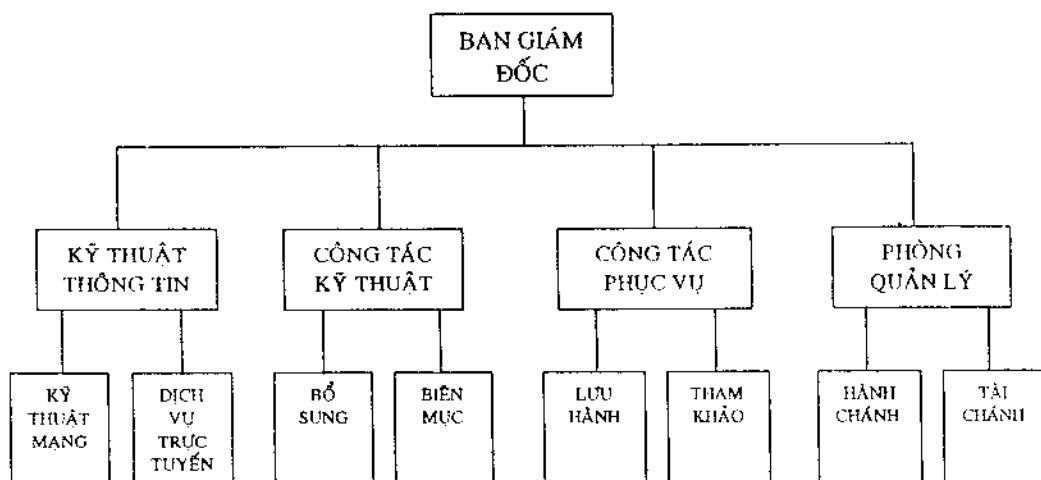 BAN GIÁM
ĐỐC
KỸ THUẬT
THÔNG TIN
CÔNG TÁC
KỸ THUẬT
CÔNG TÁC
PHỤC VỤ
PHÒNG
QUẢN LÝ
KỸ
THUẬT
MẠNG
DỊCH
VỤ
TRỰC
TUYẾN
BỔ
SUNG
BIÊN
MỤC
LƯU
HÀNH
THAM
KHẢO
HÀNH
CHÁNH
TÀI
CHÁNH